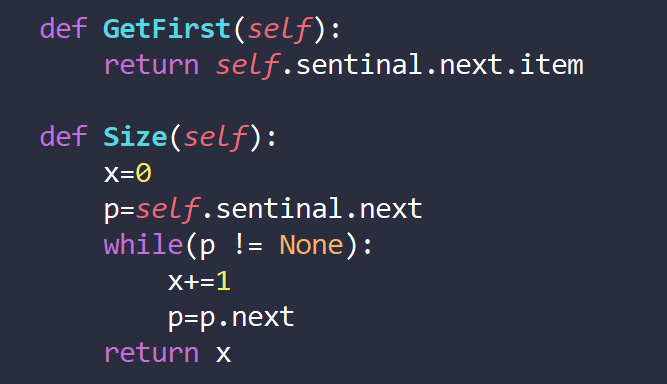 def GetFirst(self):
    return self.sentinal.next.item

def Size(self):
    x=0
    p=self.sentinal.next
    while(p != None):
        x+=1
        p=p.next
    return x